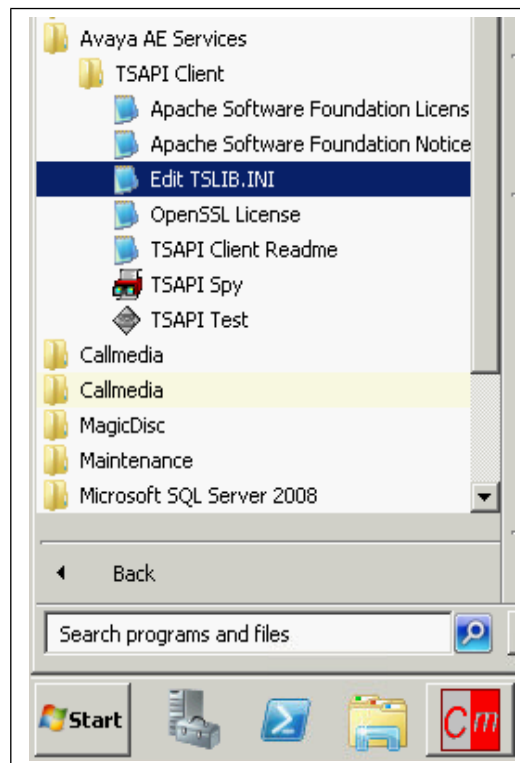 Avaya AE Services
TSAPI Client
Apache Software Foundation Licens
Apache Software Foundation Notice
Edit TSLIB.INI
OpenSSL License
TSAPI Client Readme
TSAPI Spy
TSAPI Test
Callmedia
Callmedia
MagicDisc
Maintenance
Microsoft SQL Server 2008
Back
Search programs and files
Start
Cm